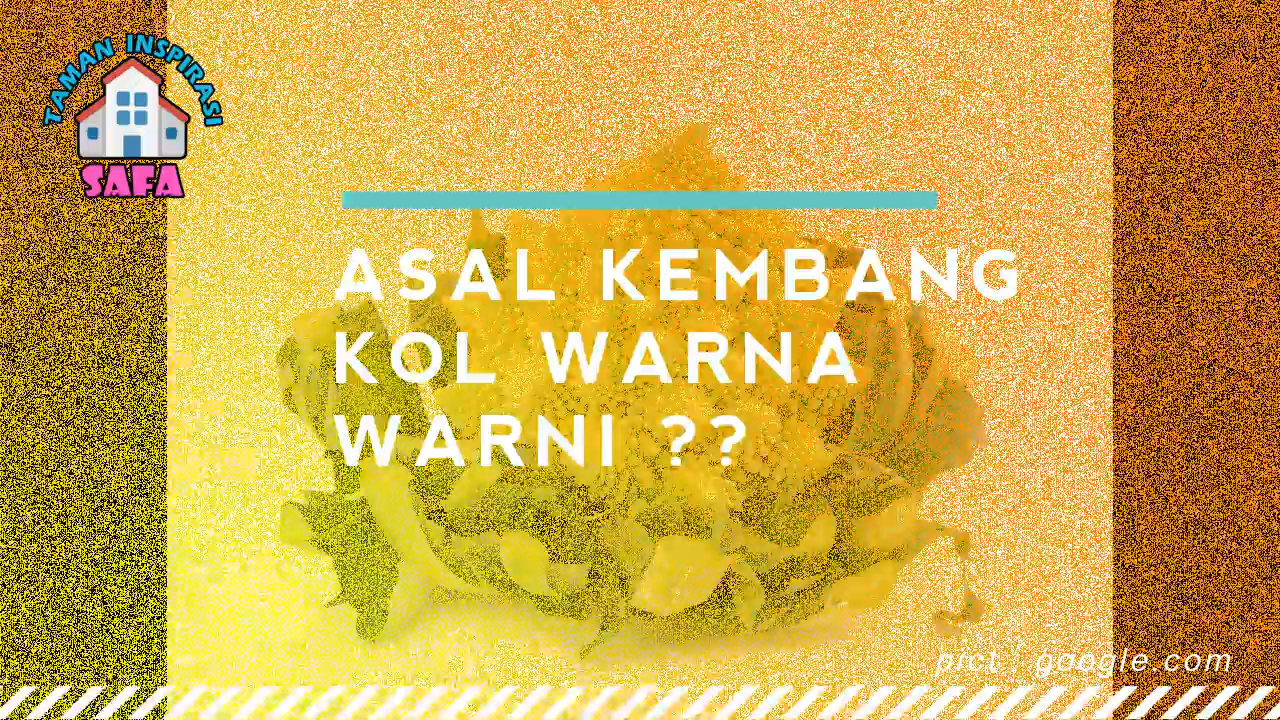 TAMAN INSPIRASI
SAFA
ASAL KEMBANG
KOL WARNA
WARNI ??
pict : google.com